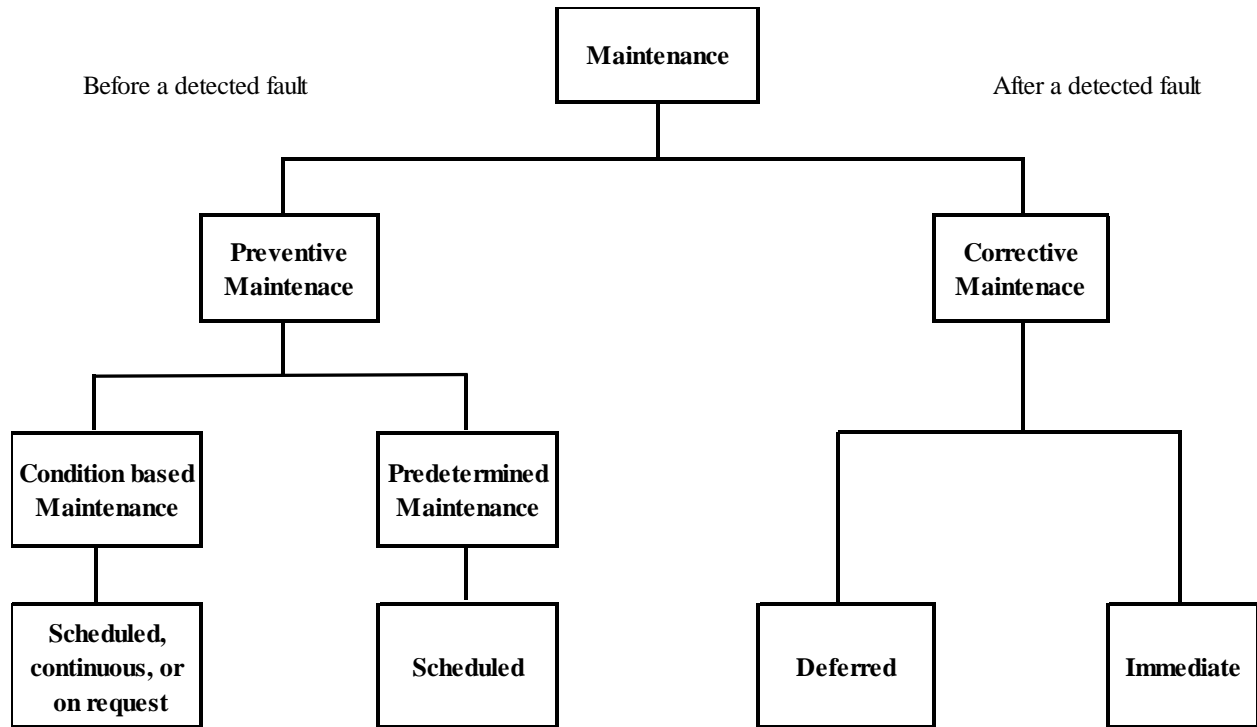 Maintenance
Before a detected fault
After a detected fault
Preventive
Maintenace
Corrective
Maintenace
Condition based
Maintenance
Predetermined
Maintenance
Scheduled,
continuous, or
on request
Scheduled
Deferred
Immediate